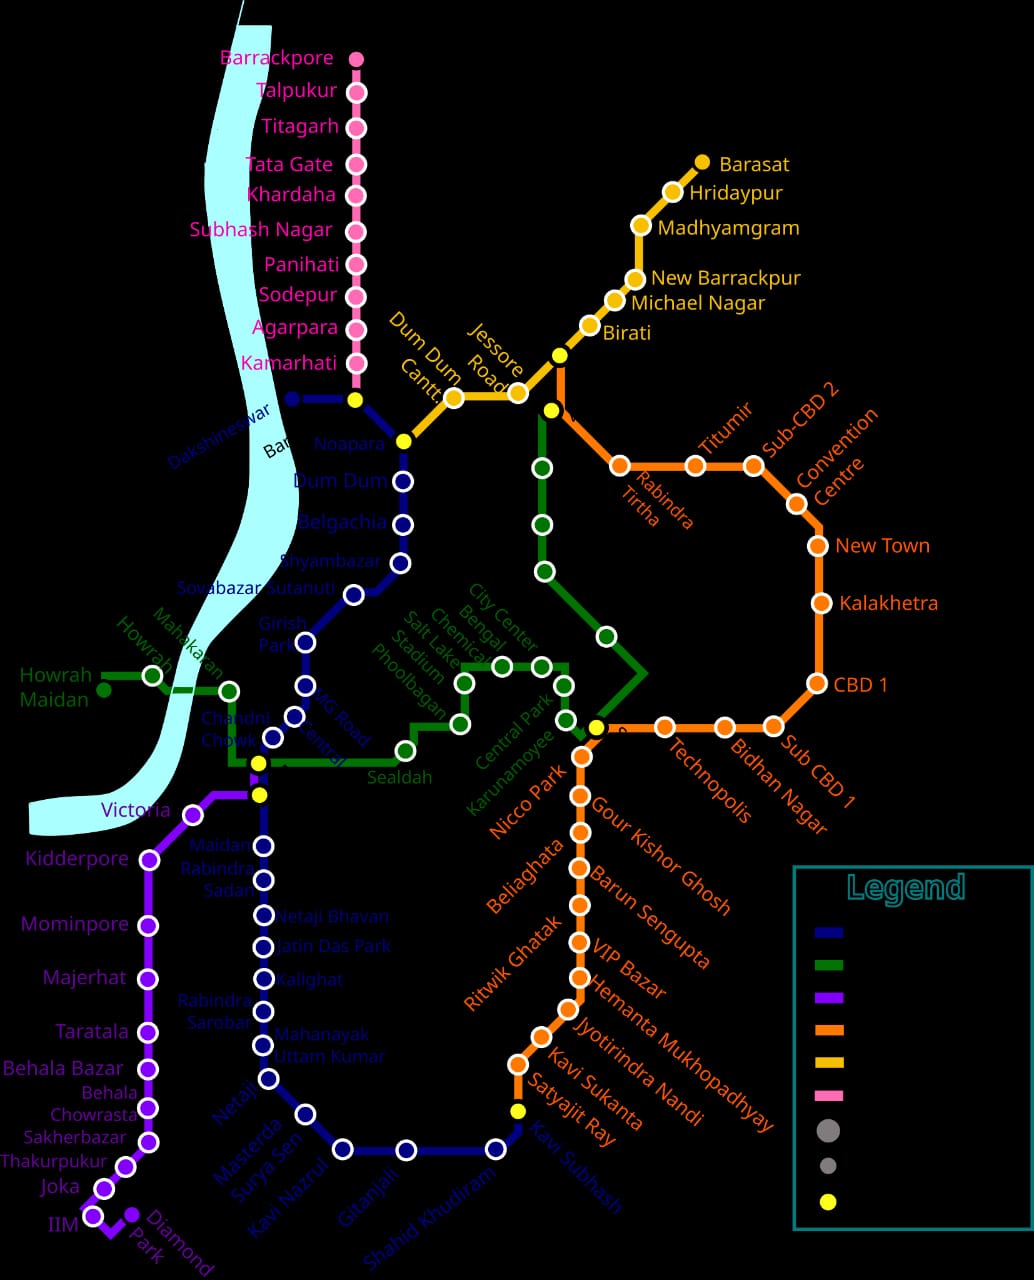 Barrackpore
Talpukur
Titagarh
Tata Gate
Khardaha
Subhash Nagar
Panihati
Sodepur
Agarpara
Kamarhati
Barasat
Hridaypur
Madhyamgram
New Barrackpur
Michael Nagar
Birati
Jessore
Road
Dum Dum
Cantt.
Dakshineswar
Bar
Noapara
Dum Dum
Belgachia
Shyambazar
Sovabazar Sutanuti
Girish
Park
MG Road
Central
Chandni
Chowk
Rabindra
Tirtha
Titumir
Sub-CBD 2
Convention
Centre
New Town
Kalakhetra
CBD 1
Sub CBD 1
Bidhan Nagar
Technopolis
Howrah
Maidan
Howrah
Mahakaran
Sealdah
Phoolbagan
Salt Lake
Stadium
Bengal
Chemical
City Center
Central Park
Karunamoyee
Nicco Park
Gour Kishor Ghosh
Beliaghata
Barun Sengupta
Ritwik Ghatak
VIP Bazar
Hemanta Mukhopadhyay
Jyotirindra Nandi
Kavi Sukanta
Satyajit Ray
Kavi Subhash
Victoria
Kidderpore
Mominpore
Majerhat
Taratala
Behala Bazar
Behala
Chowrasta
Sakherbazar
Thakurpukur
Joka
IIM
Diamond
Park
Maidan
Rabindra
Sadan
Netaji Bhavan
Jatin Das Park
Kalighat
Rabindra
Sarobar
Mahanayak
Uttam Kumar
Netaji
Masterda
Surya Sen
Kavi Nazrul
Gitanjali
Shahid Khudiram
Legend